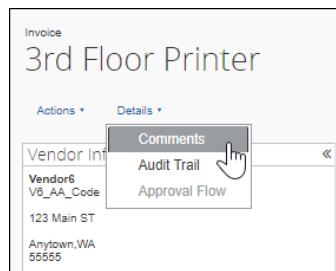 Invoice
3rd Floor Printer
Actions Details
Comments
Vendor Inf
Audit Trail
Vendor6
V6_AA_Code
Approval Flow
123 Main ST
Anytown,WA
55555